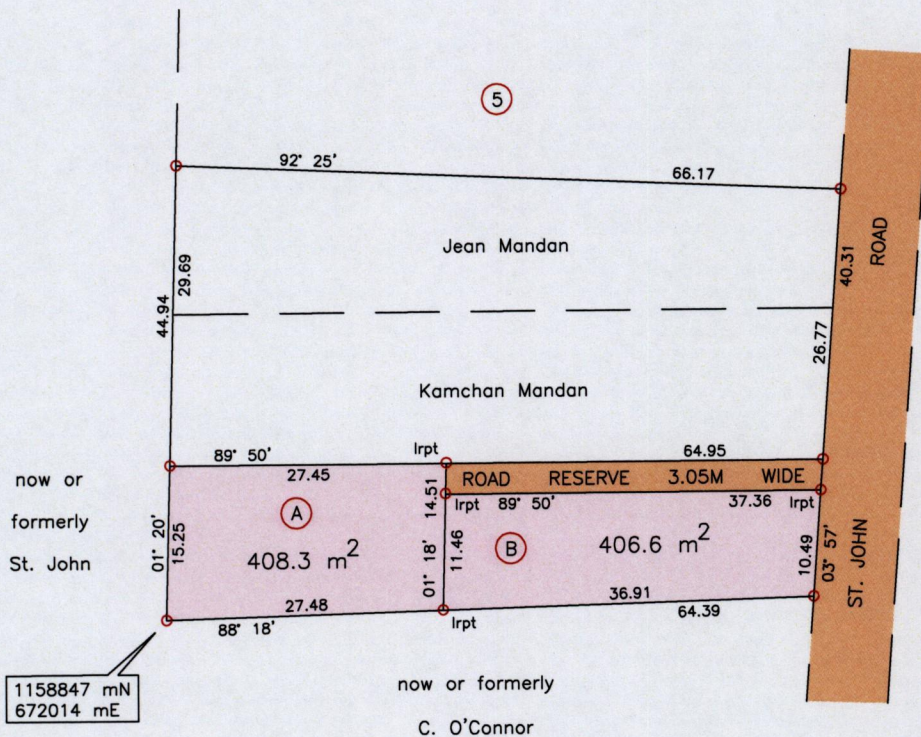 5
92° 25'
66.17
Jean Mandan
29.69
44.94
40.31
ROAD
26.77
Kamchan Mandan
89° 50'
27.45
Irpt
64.95
ROAD RESERVE 3.05M WIDE
Irpt 89° 50' 37.36 Irpt
now or
formerly
St. John
01° 20'
15.25
A
408.3 m²
14.51
01° 18'
11.46
B
406.6 m²
10.49
03° 57'
ST. JOHN
27.48
88° 18'
Irpt
36.91
64.39
1158847 mN
672014 mE
now or formerly
C. O'Connor